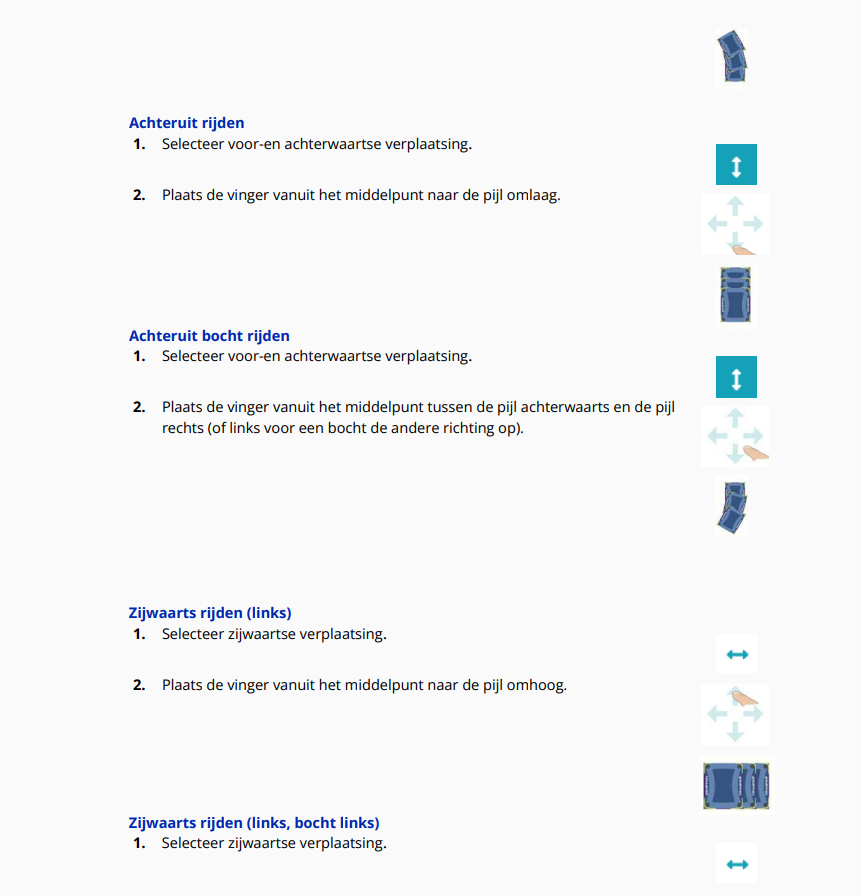 Achteruit rijden
1. Selecteer voor-en achterwaartse verplaatsing.
2. Plaats de vinger vanuit het middelpunt naar de pijl omlaag.
Achteruit bocht rijden
1. Selecteer voor-en achterwaartse verplaatsing.
2. Plaats de vinger vanuit het middelpunt tussen de pijl achterwaarts en de pijl
rechts (of links voor een bocht de andere richting op).
Zijwaarts rijden (links)
1. Selecteer zijwaartse verplaatsing.
2. Plaats de vinger vanuit het middelpunt naar de pijl omhoog.
Zijwaarts rijden (links, bocht links)
1. Selecteer zijwaartse verplaatsing.